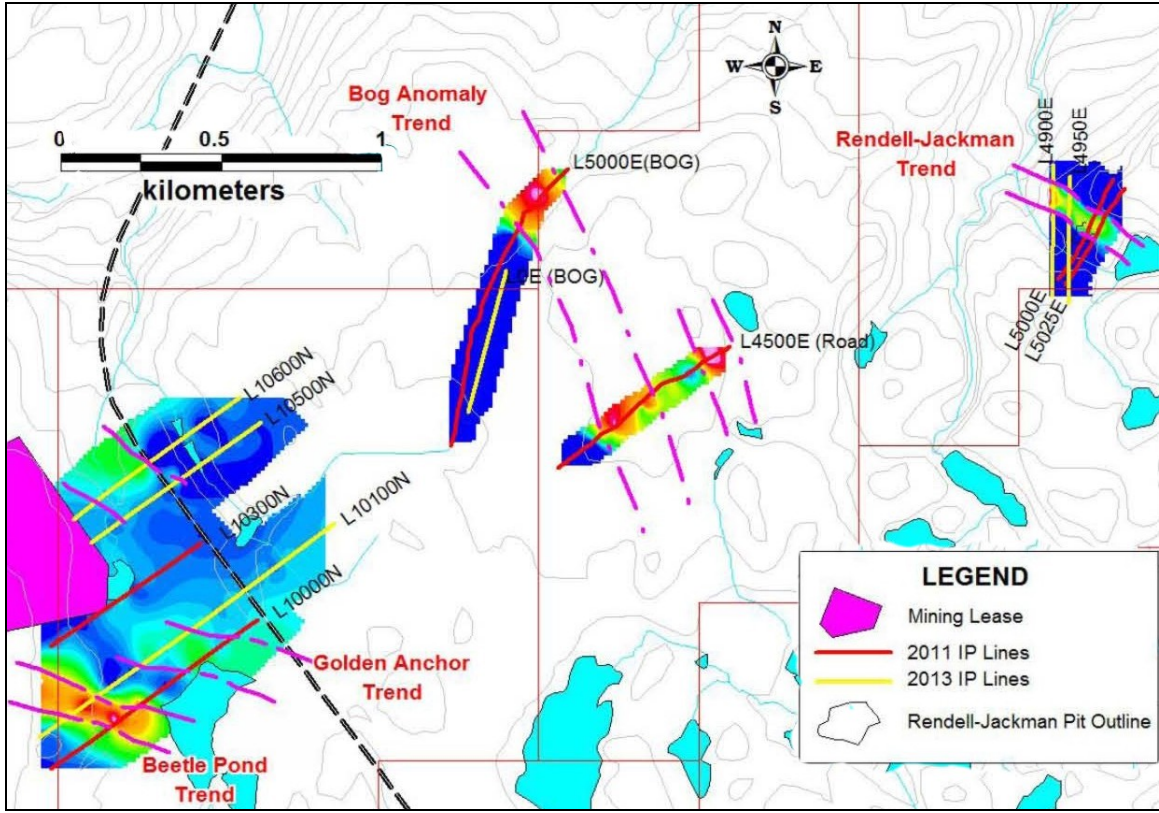 N
W E
S
Bog Anomaly
Trend
0 0.5 1
kilometers
L5000E(BOG)
Rendell-Jackman
Trend
L4900E
L4950E
(BOG)
L5000E
L5025E
L4500E (Road)
L10600N
L10500N
L10300N
L10100N
L10000N
Golden Anchor
Trend
Beetle Pond
Trend
LEGEND
Mining Lease
2011 IP Lines
2013 IP Lines
Rendell-Jackman Pit Outline